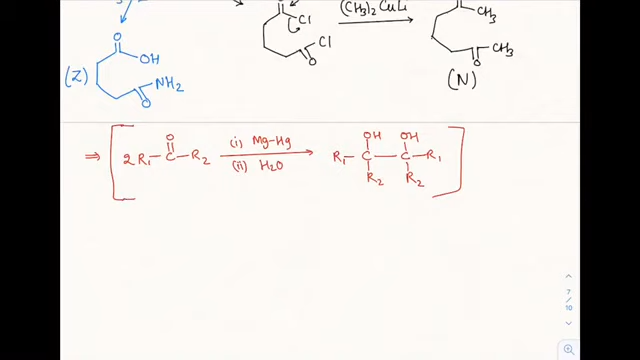 O Cl (CH3)2CuLi O CH3
Cl O
CH3 O
O OH
(Z) NH2 O
(N)
⇒ [ 2R1-C-R2 O (i) Mg-Hg (ii) H2O → OH OH R1-C-C-R1 R2 R2 ]
7
/
10